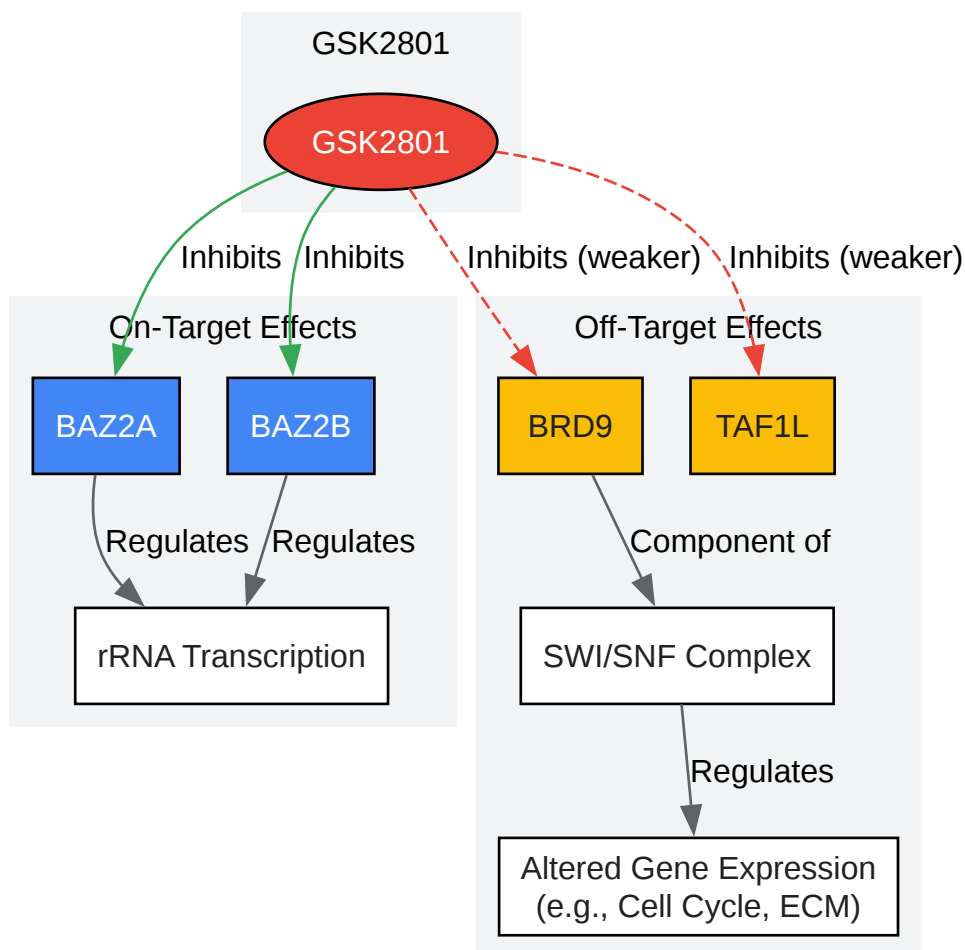 GSK2801
GSK2801
Inhibits
Inhibits
Inhibits (weaker)
Inhibits (weaker)
On-Target Effects
Off-Target Effects
BAZ2A
BAZ2B
BRD9
TAF1L
Regulates
Regulates
Component of
rRNA Transcription
SWI/SNF Complex
Regulates
Altered Gene Expression
(e.g., Cell Cycle, ECM)